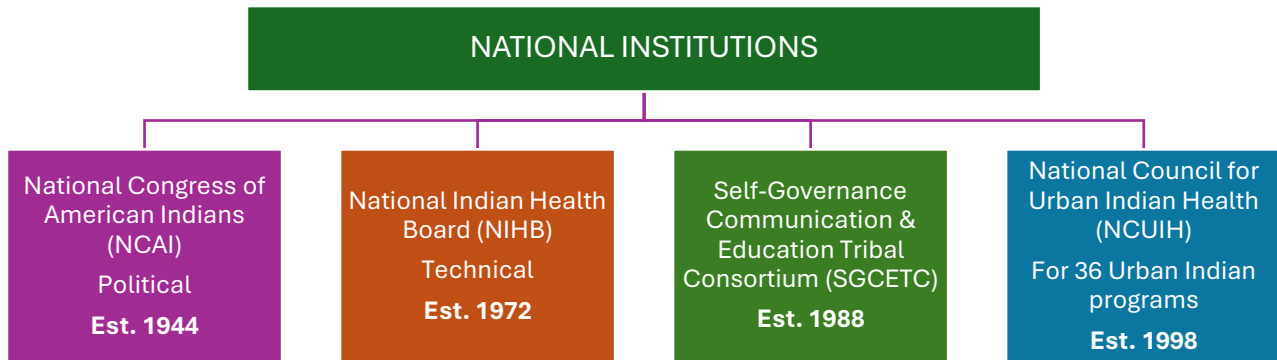 NATIONAL INSTITUTIONS
National Congress of
American Indians
(NCAI)
Political
Est. 1944
National Indian Health
Board (NIHB)
Technical
Est. 1972
Self-Governance
Communication &
Education Tribal
Consortium (SGCETC)
Est. 1988
National Council for
Urban Indian Health
(NCUIH)
For 36 Urban Indian
programs
Est. 1998